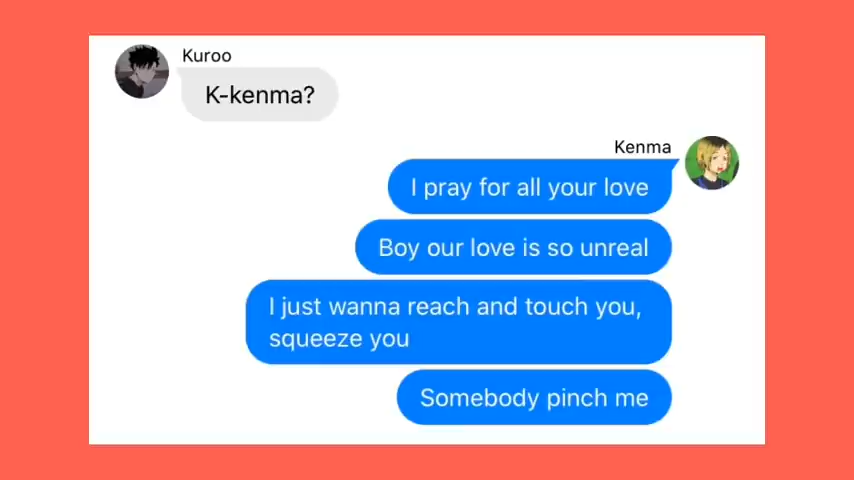 Kuroo
K-kenma?
Kenma
I pray for all your love
Boy our love is so unreal
I just wanna reach and touch you,
squeeze you
Somebody pinch me